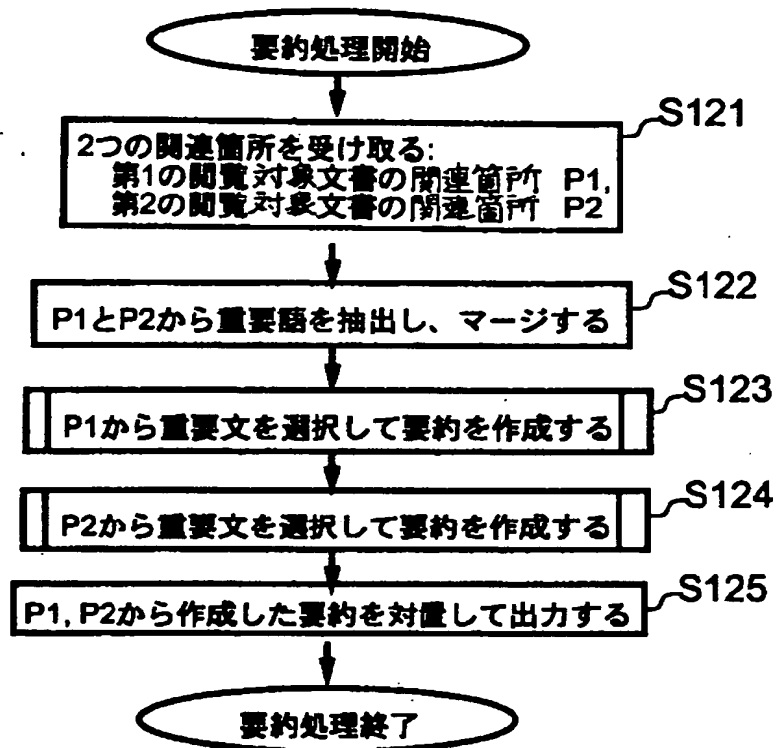 要約処理開始
S121
2つの関連箇所を受け取る:
第1の閲覧対象文書の関連箇所 P1,
第2の閲覧対象文書の関連箇所 P2
S122
P1とP2から重要語を抽出し、マージする
S123
P1から重要文を選択して要約を作成する
S124
P2から重要文を選択して要約を作成する
S125
P1, P2から作成した要約を対置して出力する
要約処理終了